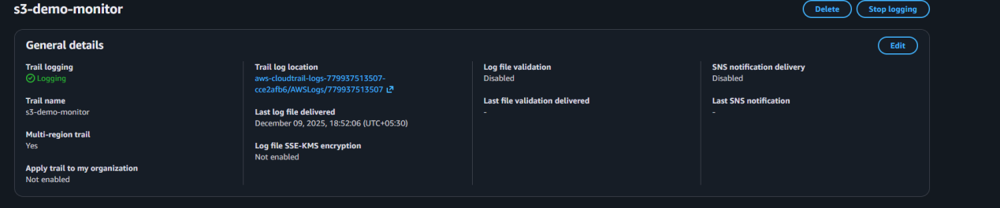 s3-demo-monitor
Delete
Stop logging
General details
Edit
Trail logging
Logging
Trail name
s3-demo-monitor
Multi-region trail
Yes
Apply trail to my organization
Not enabled
Trail log location
aws-cloudtrail-logs-779937513507-
cce2afb6/AWSLogs/779937513507
Last log file delivered
December 09, 2025, 18:52:06 (UTC+05:30)
Log file SSE-KMS encryption
Not enabled
Log file validation
Disabled
Last file validation delivered
-
SNS notification delivery
Disabled
Last SNS notification
-